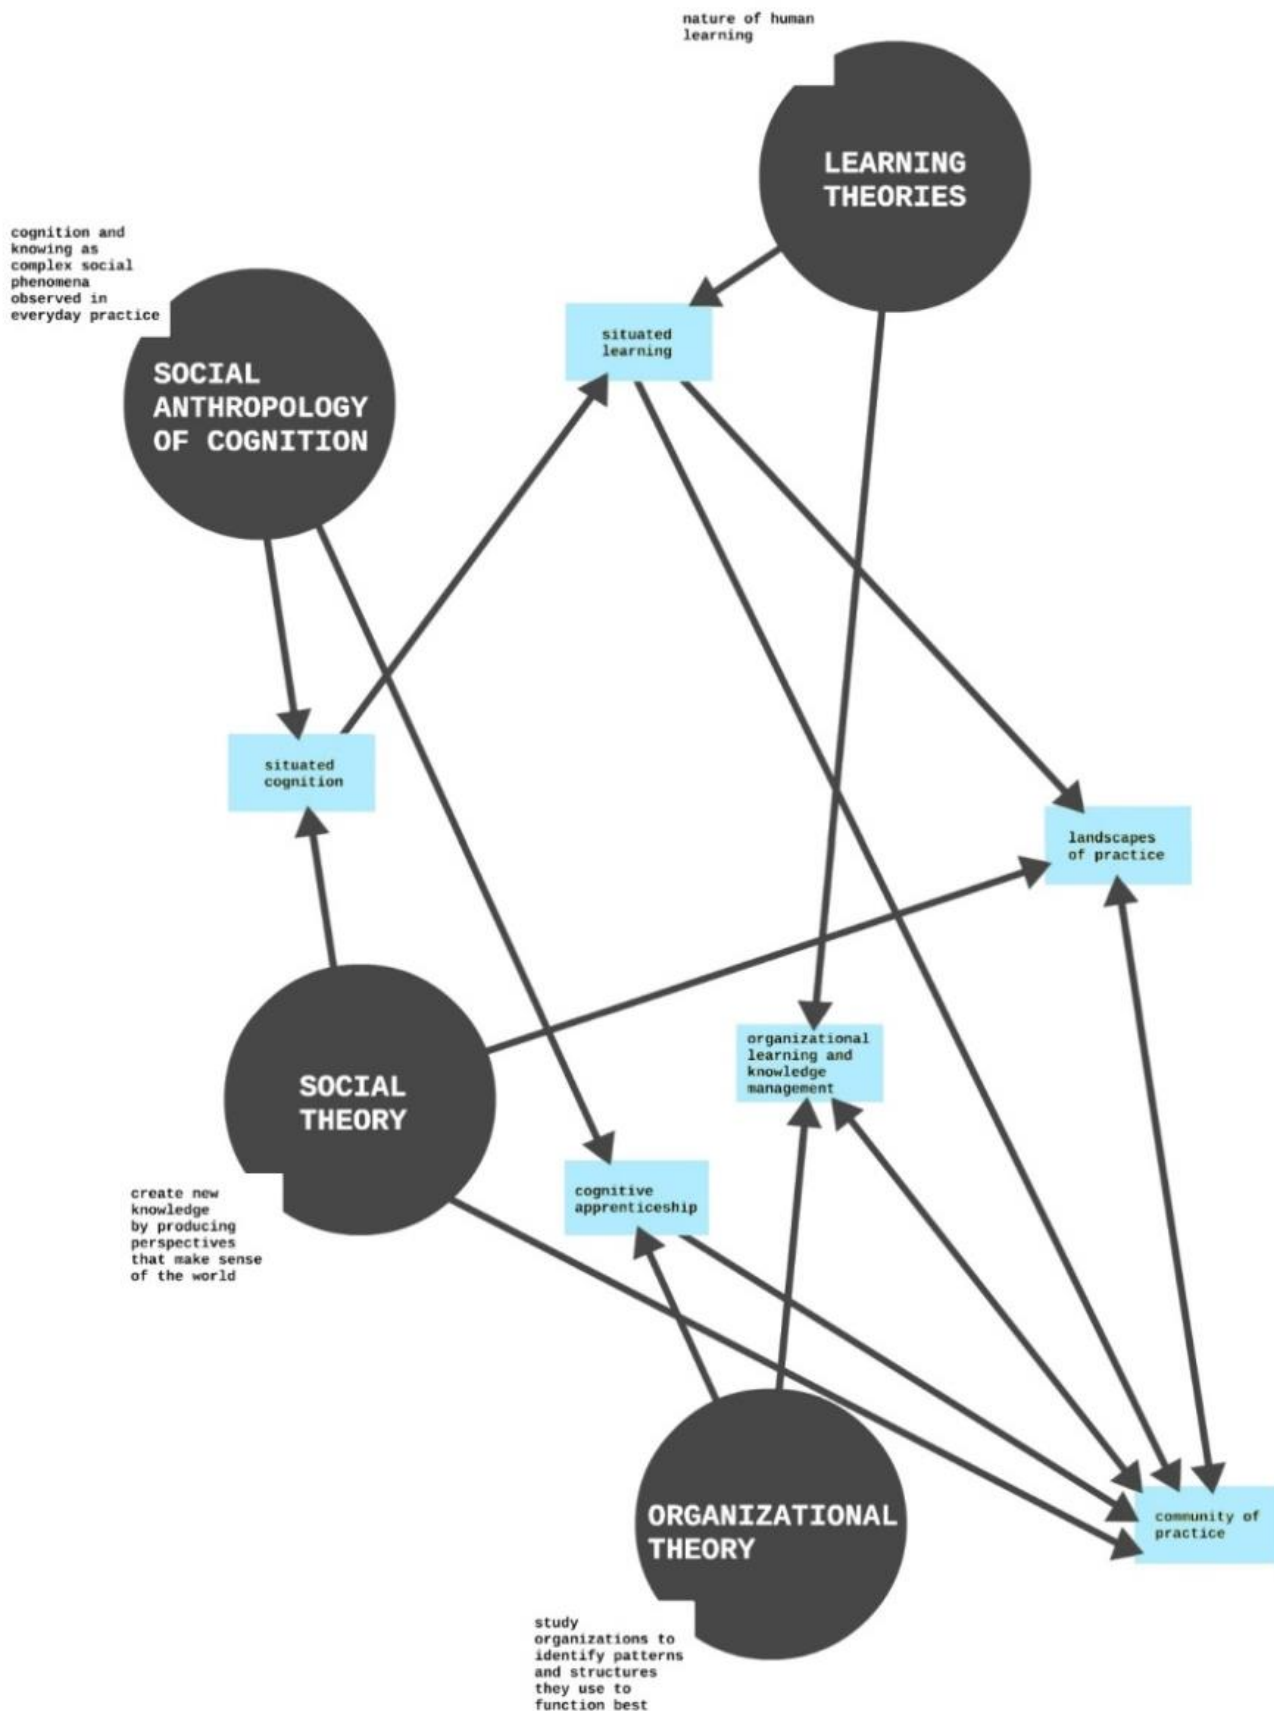 nature of human
learning
LEARNING
THEORIES
cognition and
knowing as
complex social
phenomena
observed in
everyday practice
SOCIAL
ANTHROPOLOGY
OF COGNITION
situated
learning
situated
cognition
landscapes
of practice
SOCIAL
THEORY
organizational
learning and
knowledge
management
create new
knowledge
by producing
perspectives
that make sense
of the world
cognitive
apprenticeship
ORGANIZATIONAL
THEORY
community of
practice
study
organizations to
identify patterns
and structures
they use to
function best